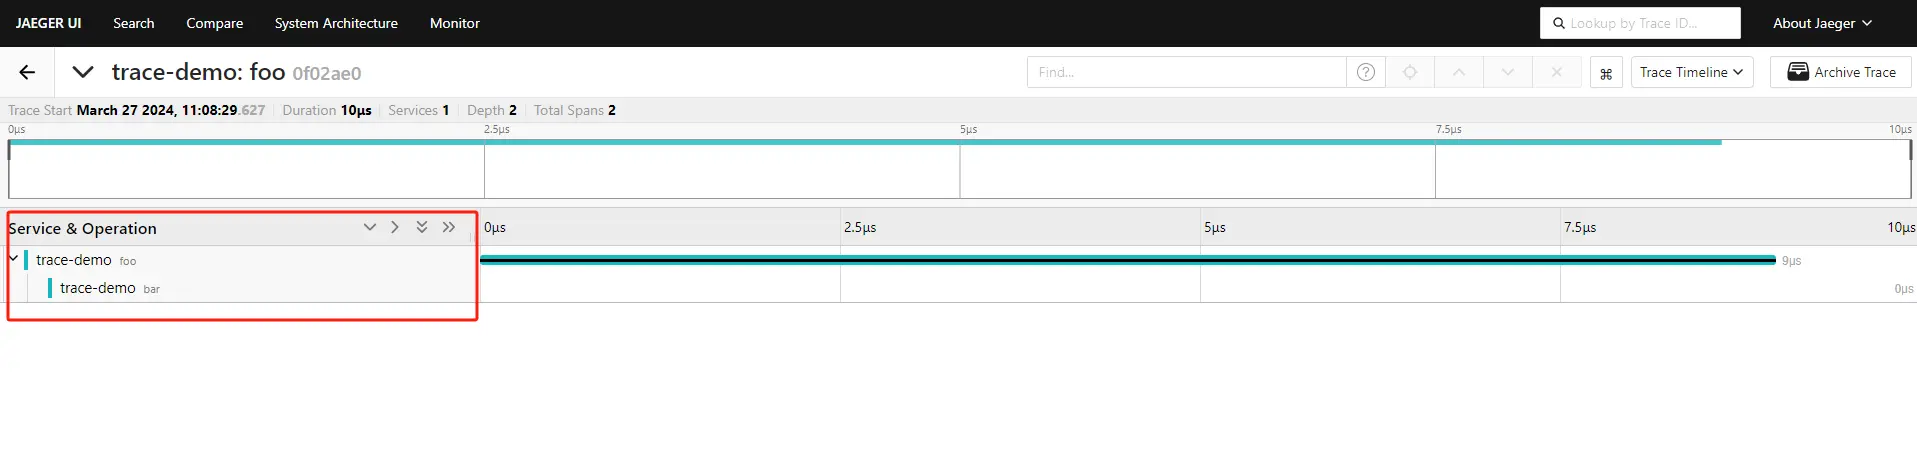 JAEGER UI Search Compare System Architecture Monitor Lookup by Trace ID... About Jaeger
trace-demo: foo 0f02ae0 Find... ? ⌘ Trace Timeline Archive Trace
Trace Start March 27 2024, 11:08:29.627 Duration 10μs Services 1 Depth 2 Total Spans 2
0μs 2.5μs 5μs 7.5μs 10μs
Service & Operation 0μs 2.5μs 5μs 7.5μs 10μs
trace-demo foo 9μs
trace-demo bar 0μs